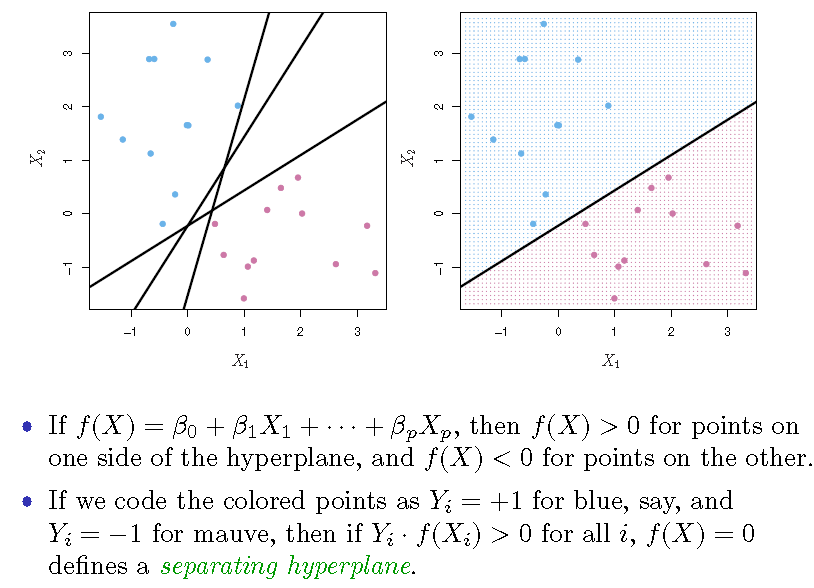 3
2
1
0
−1
X₂
−1 0 1 2 3
X₁
3
2
1
0
−1
X₂
−1 0 1 2 3
X₁
• If f(X) = β₀ + β₁X₁ + ⋯ + βₚXₚ, then f(X) > 0 for points on
one side of the hyperplane, and f(X) < 0 for points on the other.
• If we code the colored points as Yᵢ = +1 for blue, say, and
Yᵢ = −1 for mauve, then if Yᵢ · f(Xᵢ) > 0 for all i, f(X) = 0
defines a separating hyperplane.